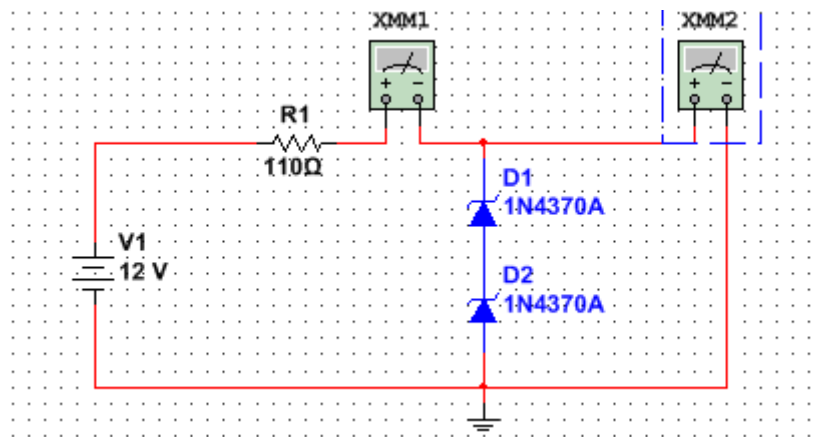 XMM1
XMM2
+ -
+ -
R1
110Ω
D1
1N4370A
V1
12 V
D2
1N4370A